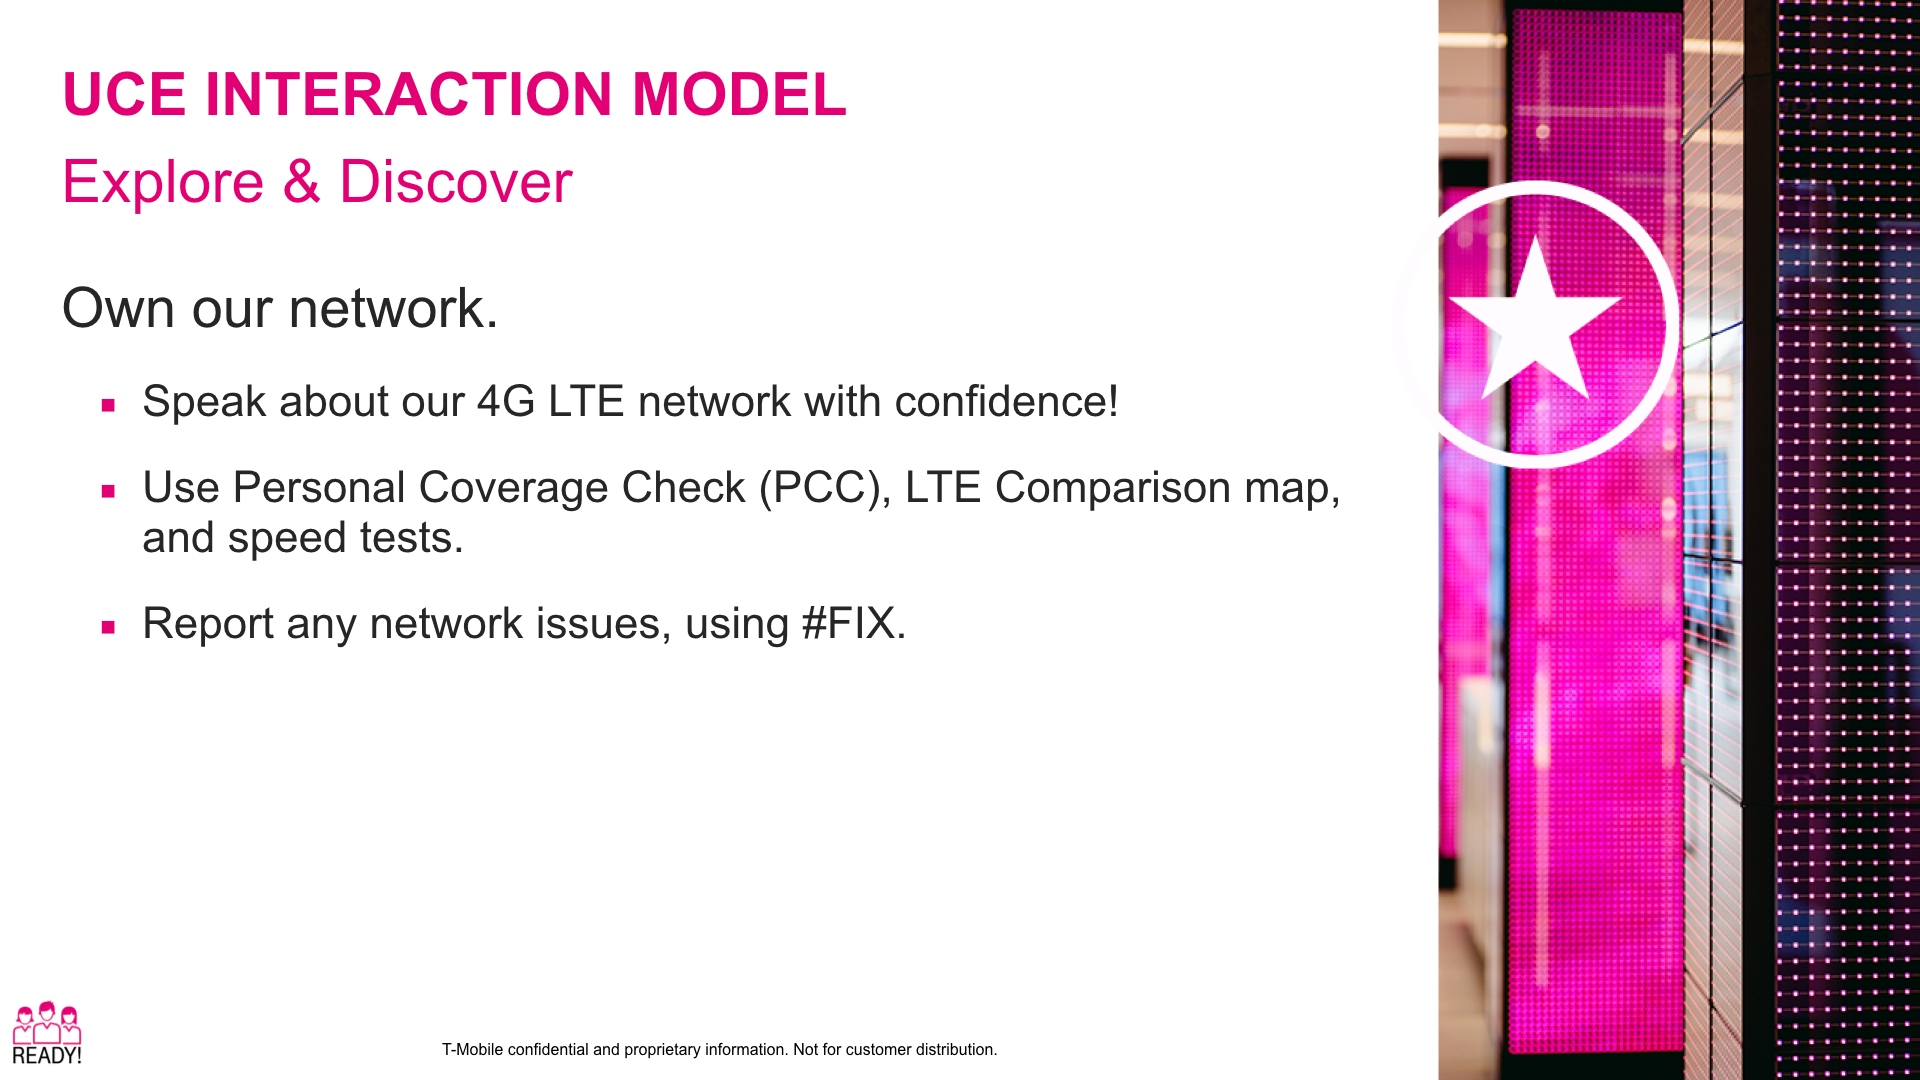 UCE INTERACTION MODEL
Explore & Discover
Own our network.
▪ Speak about our 4G LTE network with confidence!
▪ Use Personal Coverage Check (PCC), LTE Comparison map,
and speed tests.
▪ Report any network issues, using #FIX.
READY!
T-Mobile confidential and proprietary information. Not for customer distribution.